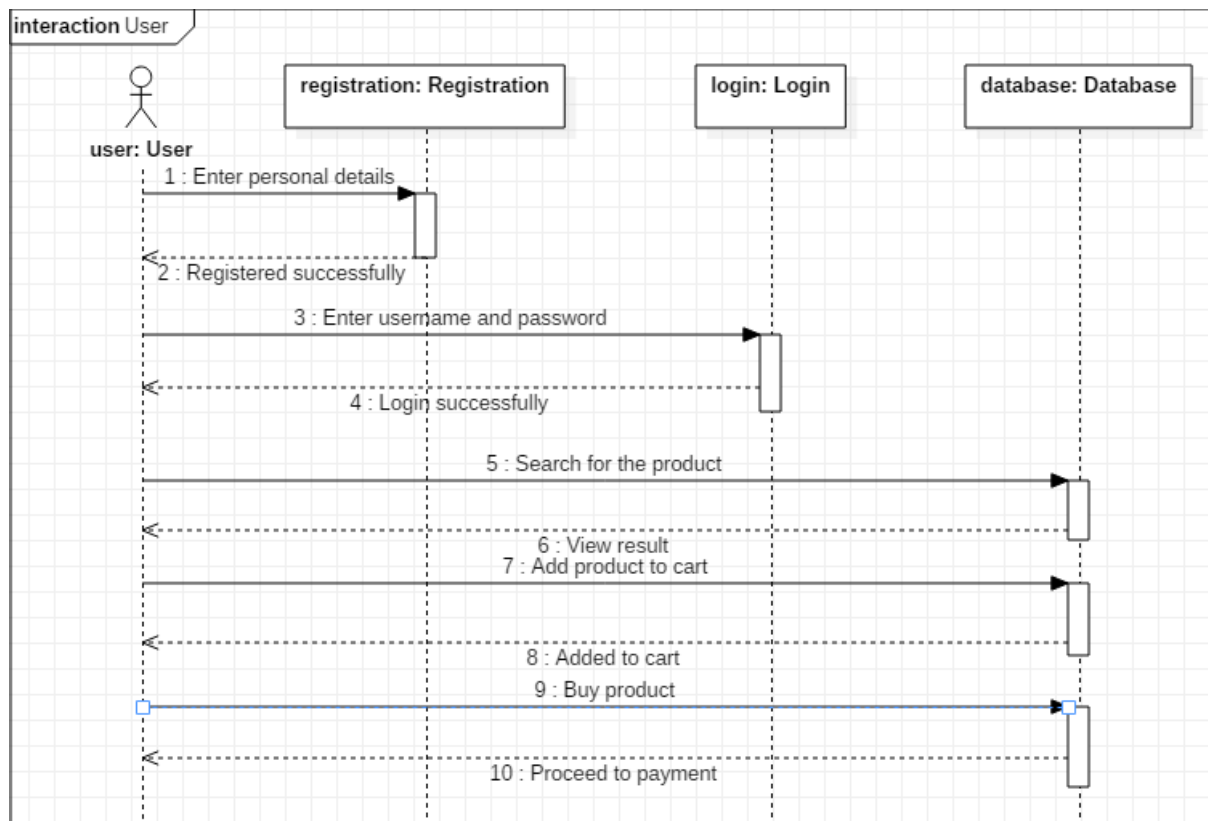 interaction User
registration: Registration
login: Login
database: Database
user: User
1 : Enter personal details
2 : Registered successfully
3 : Enter username and password
4 : Login successfully
5 : Search for the product
6 : View result
7 : Add product to cart
8 : Added to cart
9 : Buy product
10 : Proceed to payment